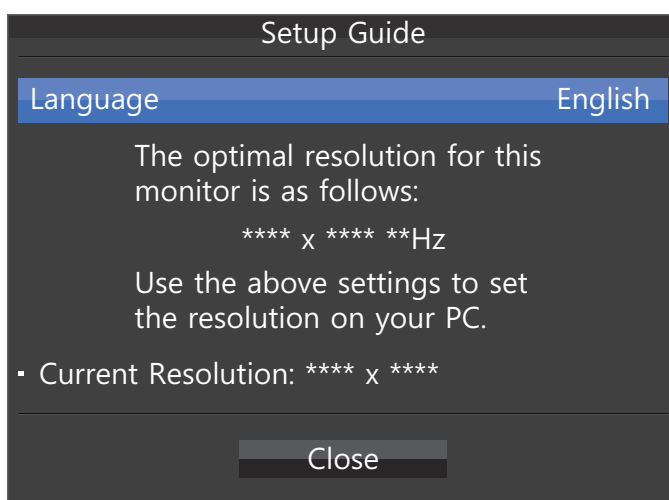 Setup Guide
Language English
The optimal resolution for this
monitor is as follows:
**** x **** **Hz
Use the above settings to set
the resolution on your PC.
Current Resolution: **** x ****
Close